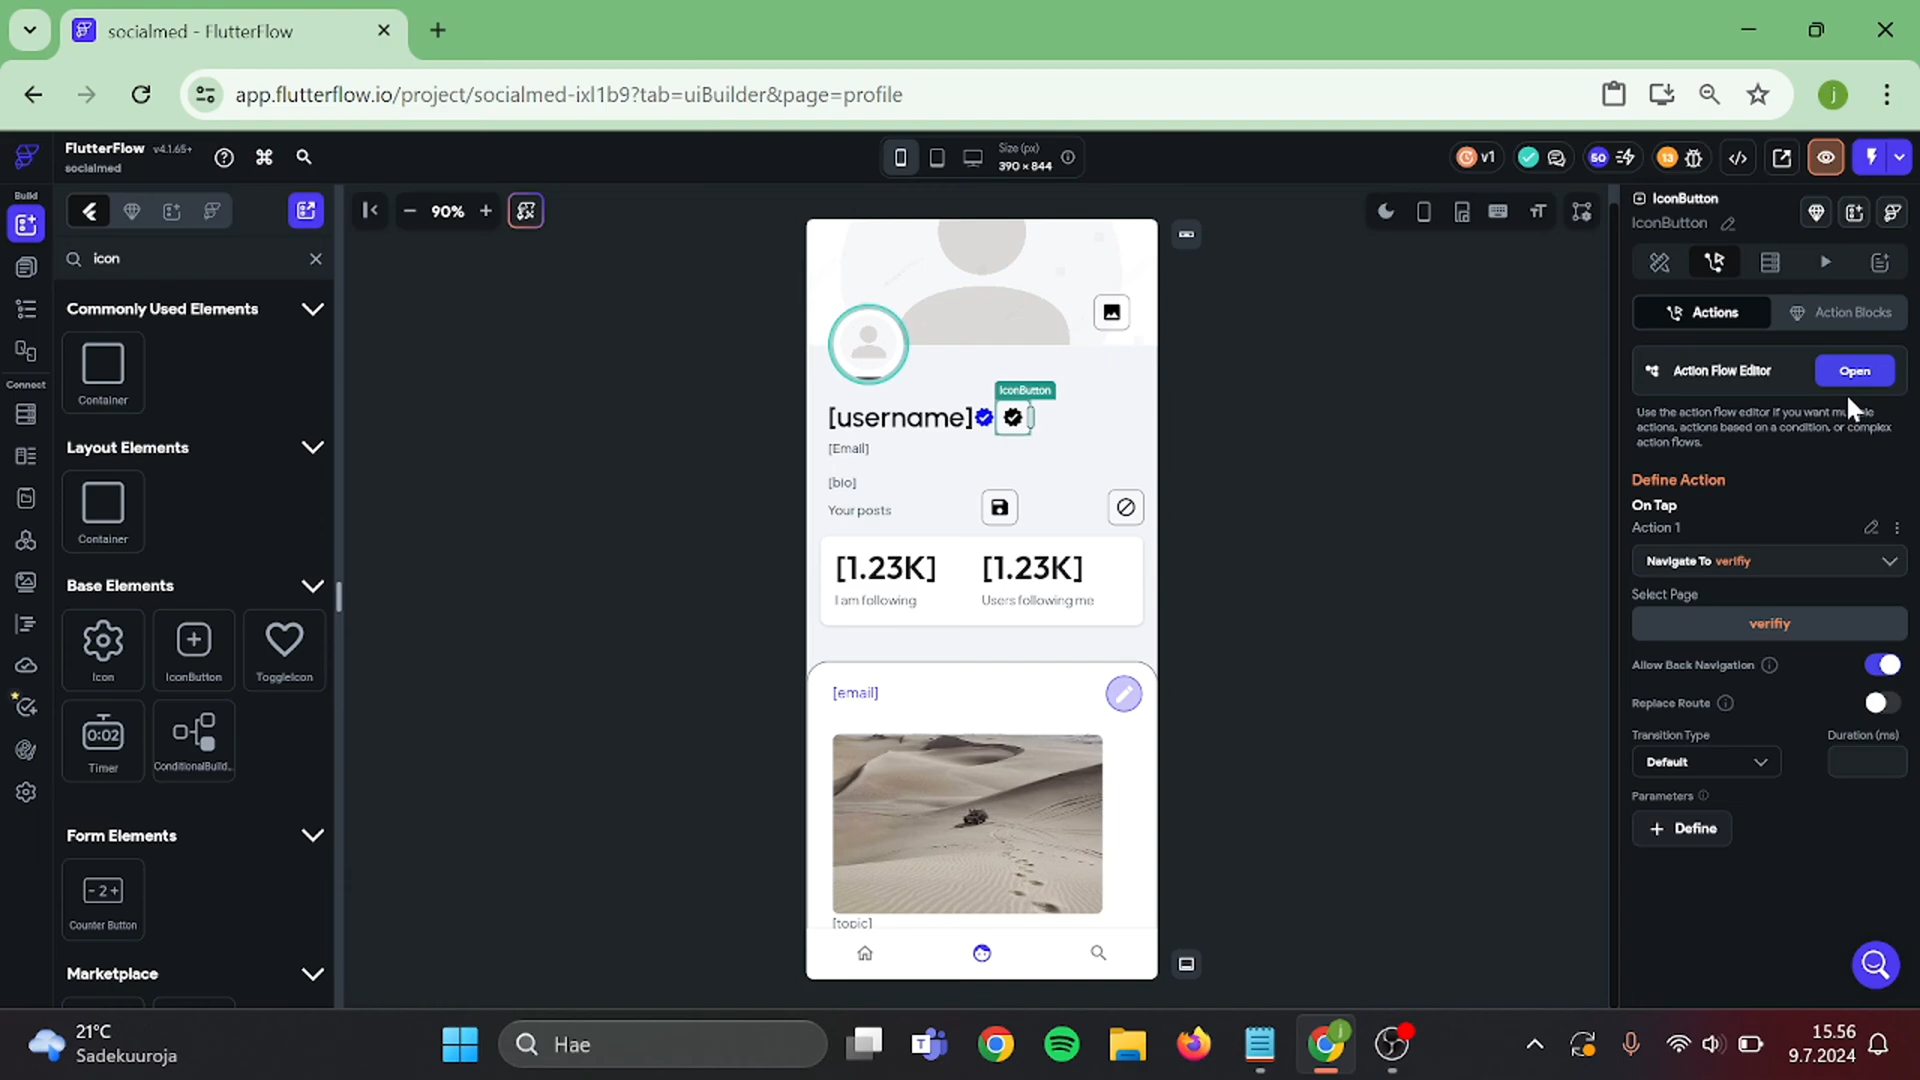 socialmed - FlutterFlow
app.flutterflow.io/project/socialmed-ixl1b9?tab=uiBuilder&page=profile
j
FlutterFlow v4.1.65+
socialmed
Size (px)
390 × 844
v1
50
13
Build
Connect
90%
icon
Commonly Used Elements
Container
Layout Elements
Container
Base Elements
Icon
IconButton
ToggleIcon
0:02
Timer
ConditionalBuild...
Form Elements
- 2 +
Counter Button
Marketplace
IconButton
[username]
[Email]
[bio]
Your posts
[1.23K]
[1.23K]
I am following
Users following me
[email]
[topic]
IconButton
IconButton
Actions
Action Blocks
Action Flow Editor
Open
Use the action flow editor if you want multiple
actions, actions based on a condition, or complex
action flows.
Define Action
On Tap
Action 1
Navigate To verifiy
Select Page
verifiy
Allow Back Navigation
Replace Route
Transition Type
Duration (ms)
Default
Parameters
+ Define
21°C
Sadekuuroja
Hae
15.56
9.7.2024